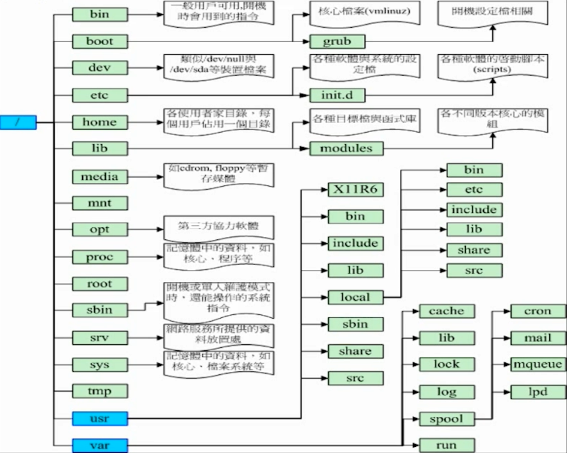 bin
一般用戶可用,開機
時會用到的指令
核心檔案(vmlinuz)
開機設定檔相關
boot
grub
dev
類似/dev/null與
/dev/sda等裝置檔案
各種軟體與系統的設
定檔
各種軟體的啓動腳本
(scripts)
etc
init.d
/
home
各使用者家目錄，每
個用戶佔用一個目錄
各種目標檔與函式庫
各不同版本核心的模
組
lib
modules
media
如cdrom, floppy等暫
存媒體
mnt
opt
第三方協力軟體
proc
記憶體中的資料，如
核心、程序等
root
sbin
開機或單人維護模式
時，還能操作的系統
指令
srv
網路服務所提供的資
料放置處
sys
記憶體中的資料，如
核心、檔案系統等
tmp
usr
var
X11R6
bin
include
lib
local
sbin
share
src
bin
etc
include
lib
share
src
cache
lib
lock
log
spool
run
cron
mail
mqueue
lpd